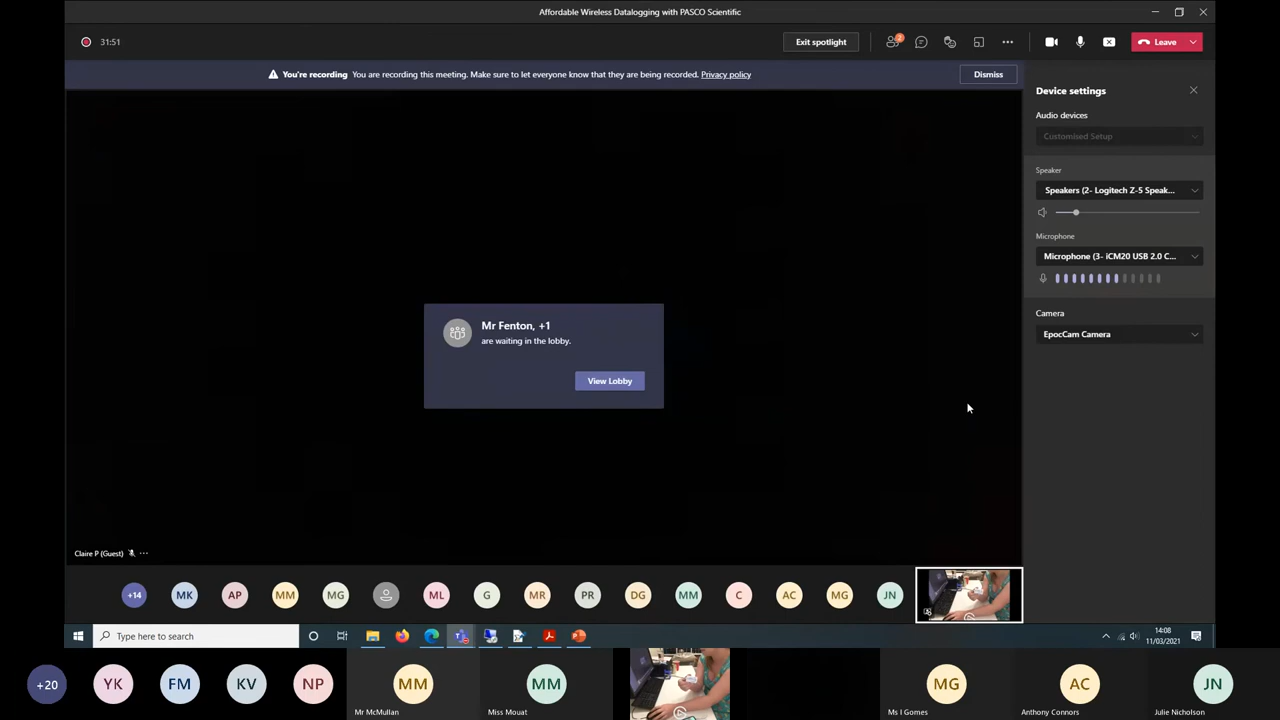 Affordable Wireless Datalogging with PASCO Scientific
31:51
Exit spotlight
2
Leave
You're recording You are recording this meeting. Make sure to let everyone know that they are being recorded. Privacy policy
Dismiss
Device settings
Audio devices
Customised Setup
Speaker
Speakers (2- Logitech Z-5 Speak...
Microphone
Microphone (3- iCM20 USB 2.0 C...
Camera
EpocCam Camera
Mr Fenton, +1
are waiting in the lobby.
View Lobby
Claire P (Guest)
+14 MK AP MM MG ML G MR PR DG MM C AC MG JN
Type here to search
14:08
11/03/2021
+20 YK FM KV NP MM MM MG AC JN
Mr McMullan Miss Mouat Ms I Gomes Anthony Connors Julie Nicholson